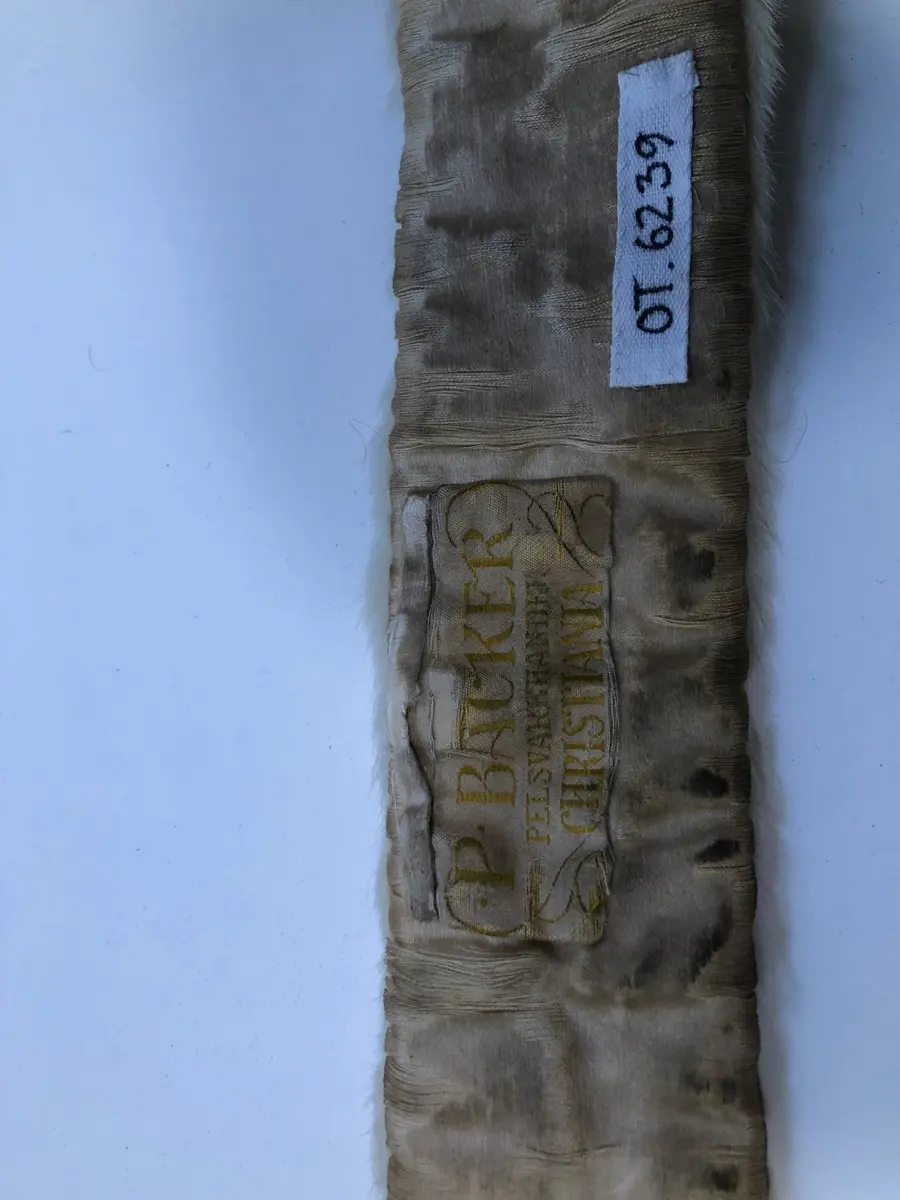 OT. 6239
P. BACKER
PELSVAREHANDEL
CHRISTIANIA